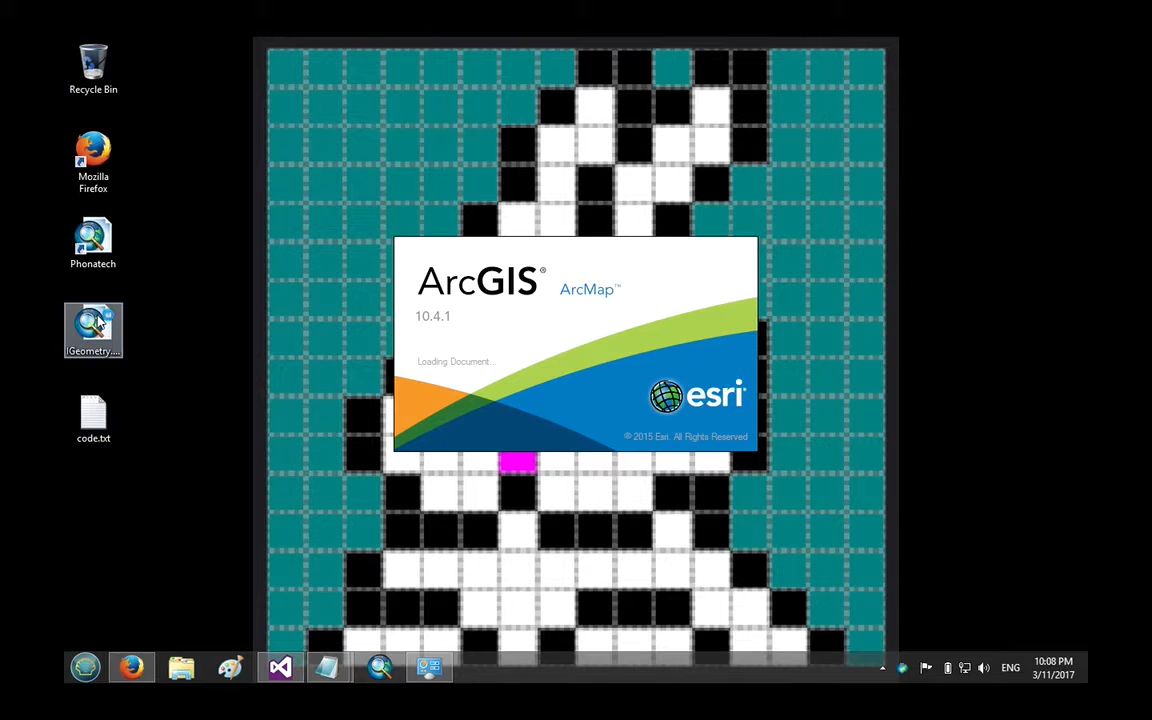 Recycle Bin
Mozilla
Firefox
Phonatech
IGeometry....
code.txt
ArcGIS® ArcMap™
10.4.1
Loading Document...
esri
© 2015 Esri. All Rights Reserved
ENG
10:08 PM
3/11/2017